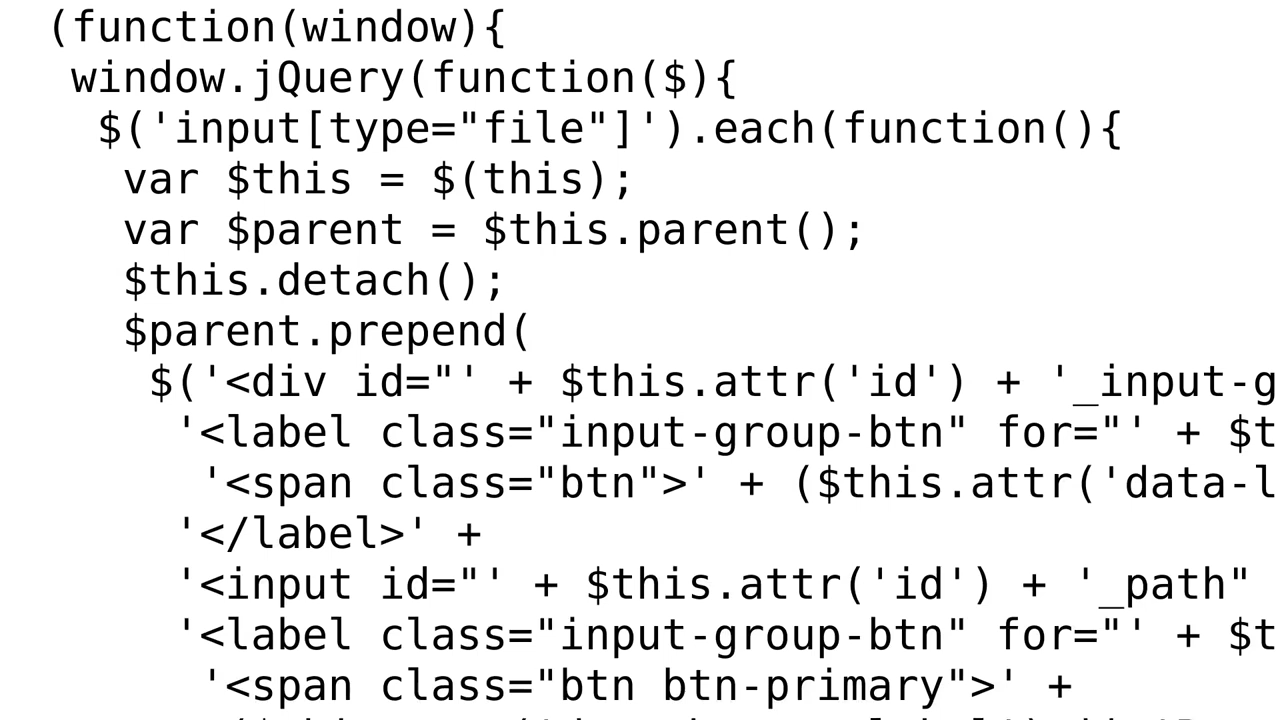 (function(window){
window.jQuery(function($){
$('input[type="file"]').each(function(){
var $this = $(this);
var $parent = $this.parent();
$this.detach();
$parent.prepend(
$('<div id="' + $this.attr('id') + '_input-g
'<label class="input-group-btn" for="' + $t
'<span class="btn">' + ($this.attr('data-l
'</label>' +
'<input id="' + $this.attr('id') + '_path"
'<label class="input-group-btn" for="' + $t
'<span class="btn btn-primary">' +